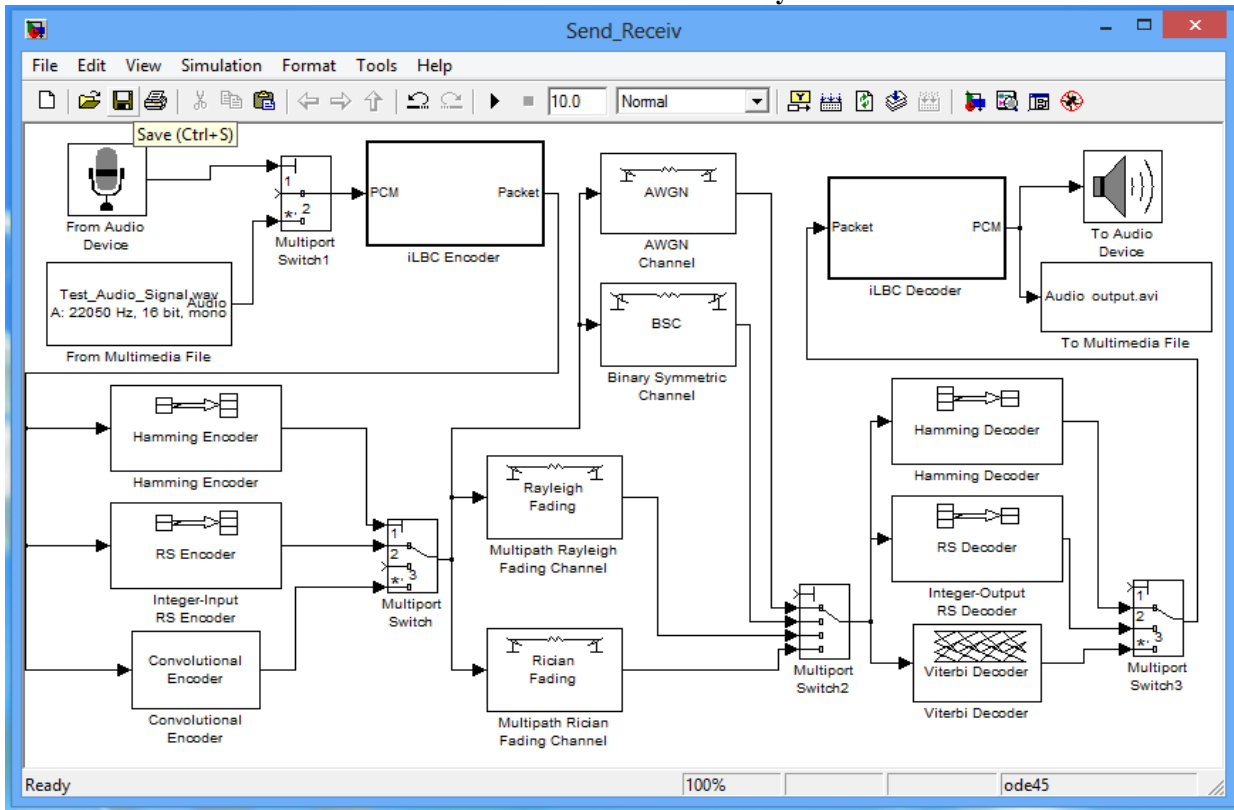 Send_Receiv
File Edit View Simulation Format Tools Help
10.0 Normal
Save (Ctrl+S)
From Audio
Device
1
2
*,
Multiport
Switch1
PCM Packet
iLBC Encoder
AWGN
AWGN
Channel
Packet PCM
iLBC Decoder
To Audio
Device
Test_Audio_Signal.wav
Audio
A: 22050 Hz, 16 bit, mono
From Multimedia File
BSC
Binary Symmetric
Channel
Audio output.avi
To Multimedia File
Hamming Encoder
Hamming Encoder
RS Encoder
Integer-Input
RS Encoder
Convolutional
Encoder
Convolutional
Encoder
1
2
3
*,
Multiport
Switch
Rayleigh
Fading
Multipath Rayleigh
Fading Channel
Rician
Fading
Multipath Rician
Fading Channel
Multiport
Switch2
Hamming Decoder
Hamming Decoder
RS Decoder
Integer-Output
RS Decoder
Viterbi Decoder
Viterbi Decoder
1
2
3
*,
Multiport
Switch3
Ready 100% ode45